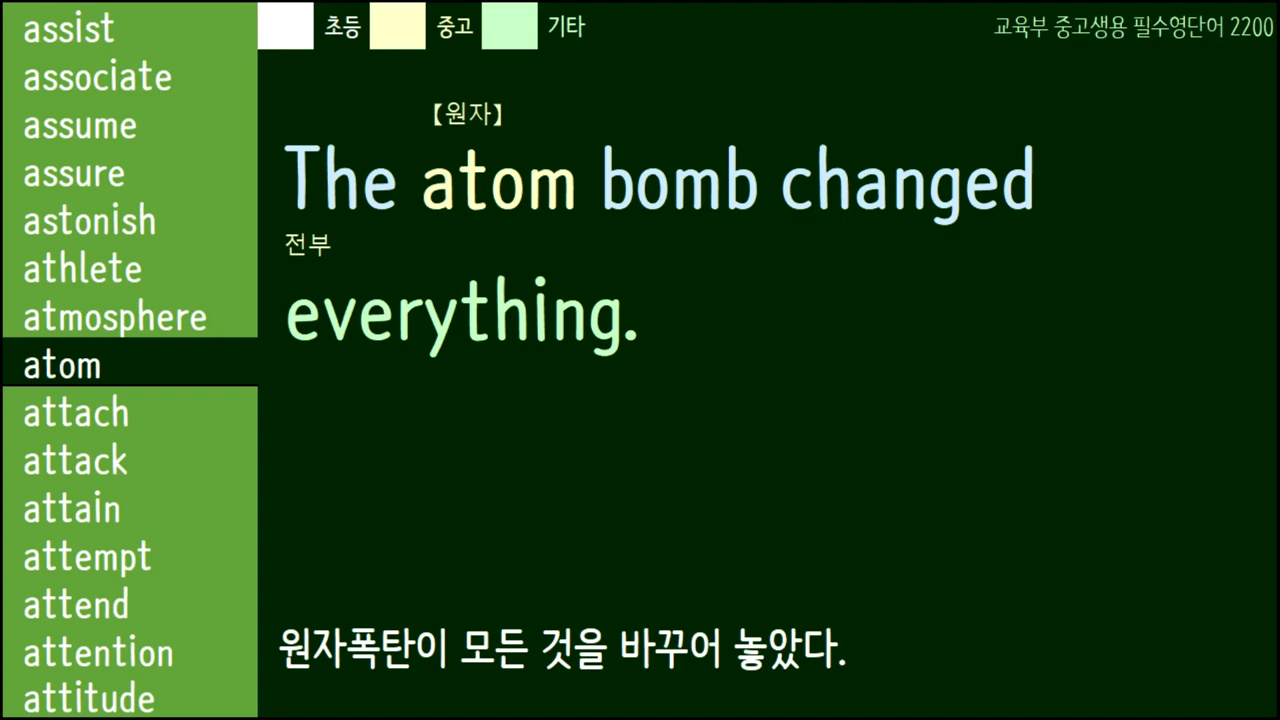 assist
associate
assume
assure
astonish
athlete
atmosphere
atom
attach
attack
attain
attempt
attend
attention
attitude
초등 중고 기타
교육부 중고생용 필수영단어 2200
【원자】
The atom bomb changed
전부
everything.
원자폭탄이 모든 것을 바꾸어 놓았다.